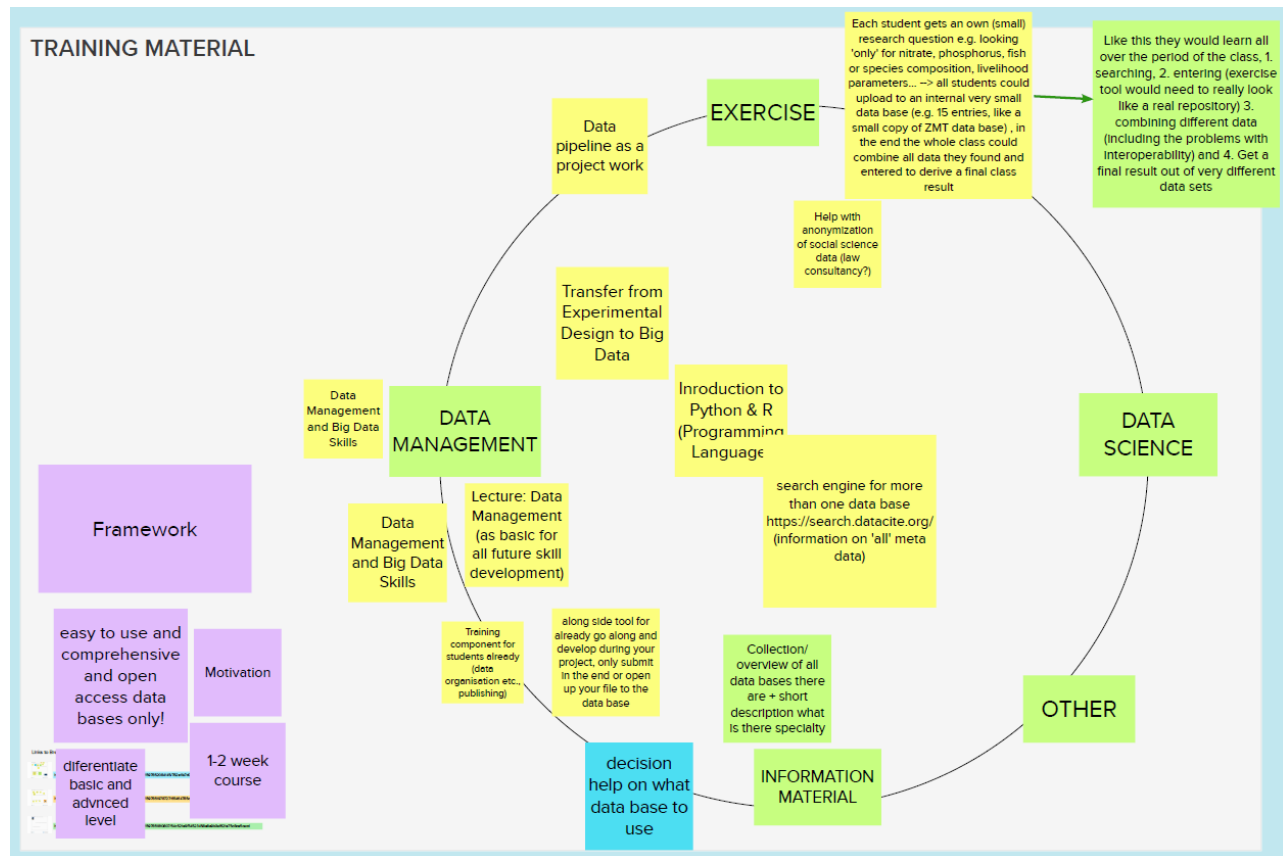 TRAINING MATERIAL
Each student gets an own (small)
research question e.g. looking
'only' for nitrate, phosphorus, fish
or species composition, livelihood
parameters... --> all students could
upload to an internal very small
data base (e.g. 15 entries, like a
small copy of ZMT data base) , in
the end the whole class could
combine all data they found and
entered to derive a final class
result
Like this they would learn all
over the period of the class, 1.
searching, 2. entering (exercise
tool would need to really look
like a real repository) 3.
combining different data
(including the problems with
interoperability) and 4. Get a
final result out of very different
data sets
EXERCISE
Data
pipeline as a
project work
Help with
anonymization
of social science
data (law
consultancy?)
Transfer from
Experimental
Design to Big
Data
Inroduction to
Python & R
(Programming
Language
Data
Management
and Big Data
Skills
DATA
MANAGEMENT
DATA
SCIENCE
search engine for more
than one data base
https://search.datacite.org/
(information on 'all' meta
data)
Framework
Data
Management
and Big Data
Skills
Lecture: Data
Management
(as basic for
all future skill
development)
easy to use and
comprehensive
and open
access data
bases only!
Motivation
Training
component for
students already
(data
organisation etc.,
publishing)
along side tool for
already go along and
develop during your
project, only submit
in the end or open
up your file to the
data base
Collection/
overview of all
data bases there
are + short
description what
is there specialty
OTHER
diferentiate
basic and
advnced
level
1-2 week
course
decision
help on what
data base to
use
INFORMATION
MATERIAL